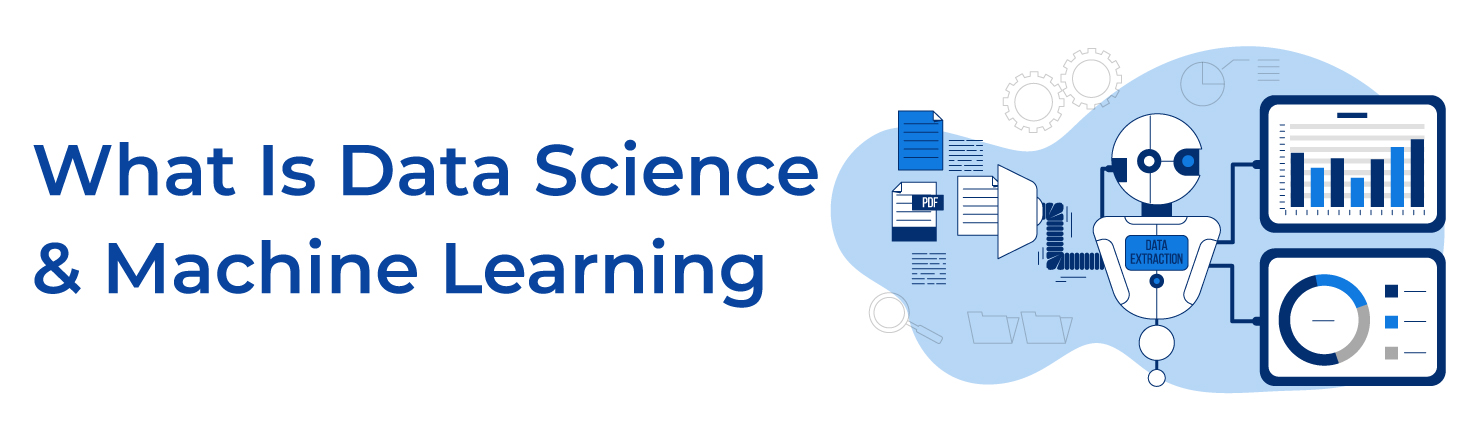 What Is Data Science
& Machine Learning
PDF
DATA
EXTRACTION